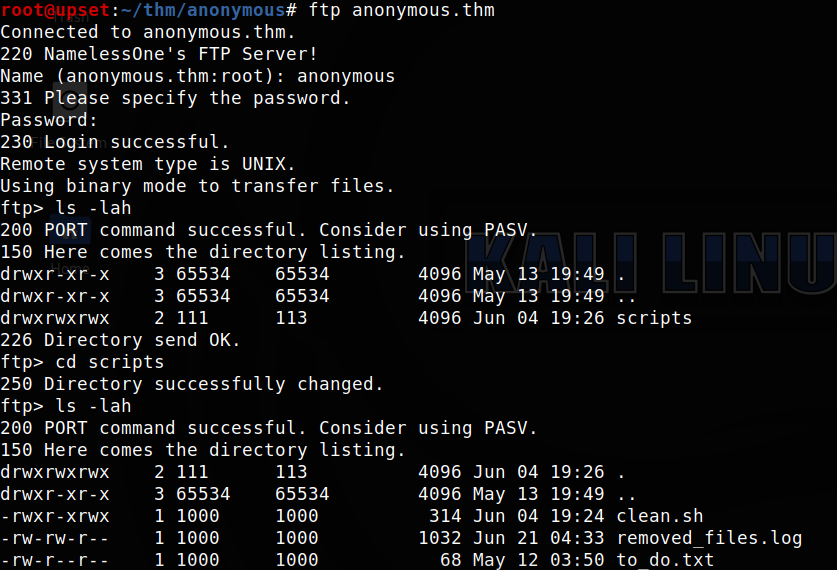 root@upset:~/thm/anonymous# ftp anonymous.thm
Connected to anonymous.thm.
220 NamelessOne's FTP Server!
Name (anonymous.thm:root): anonymous
331 Please specify the password.
Password:
230 Login successful.
Remote system type is UNIX.
Using binary mode to transfer files.
ftp> ls -lah
200 PORT command successful. Consider using PASV.
150 Here comes the directory listing.
drwxr-xr-x    3 65534    65534        4096 May 13 19:49 .
drwxr-xr-x    3 65534    65534        4096 May 13 19:49 ..
drwxrwxrwx    2 111      113          4096 Jun 04 19:26 scripts
226 Directory send OK.
ftp> cd scripts
250 Directory successfully changed.
ftp> ls -lah
200 PORT command successful. Consider using PASV.
150 Here comes the directory listing.
drwxrwxrwx    2 111      113          4096 Jun 04 19:26 .
drwxr-xr-x    3 65534    65534        4096 May 13 19:49 ..
-rwxr-xrwx    1 1000     1000          314 Jun 04 19:24 clean.sh
-rw-rw-r--    1 1000     1000         1032 Jun 21 04:33 removed_files.log
-rw-r--r--    1 1000     1000           68 May 12 03:50 to_do.txt
KALI LINU